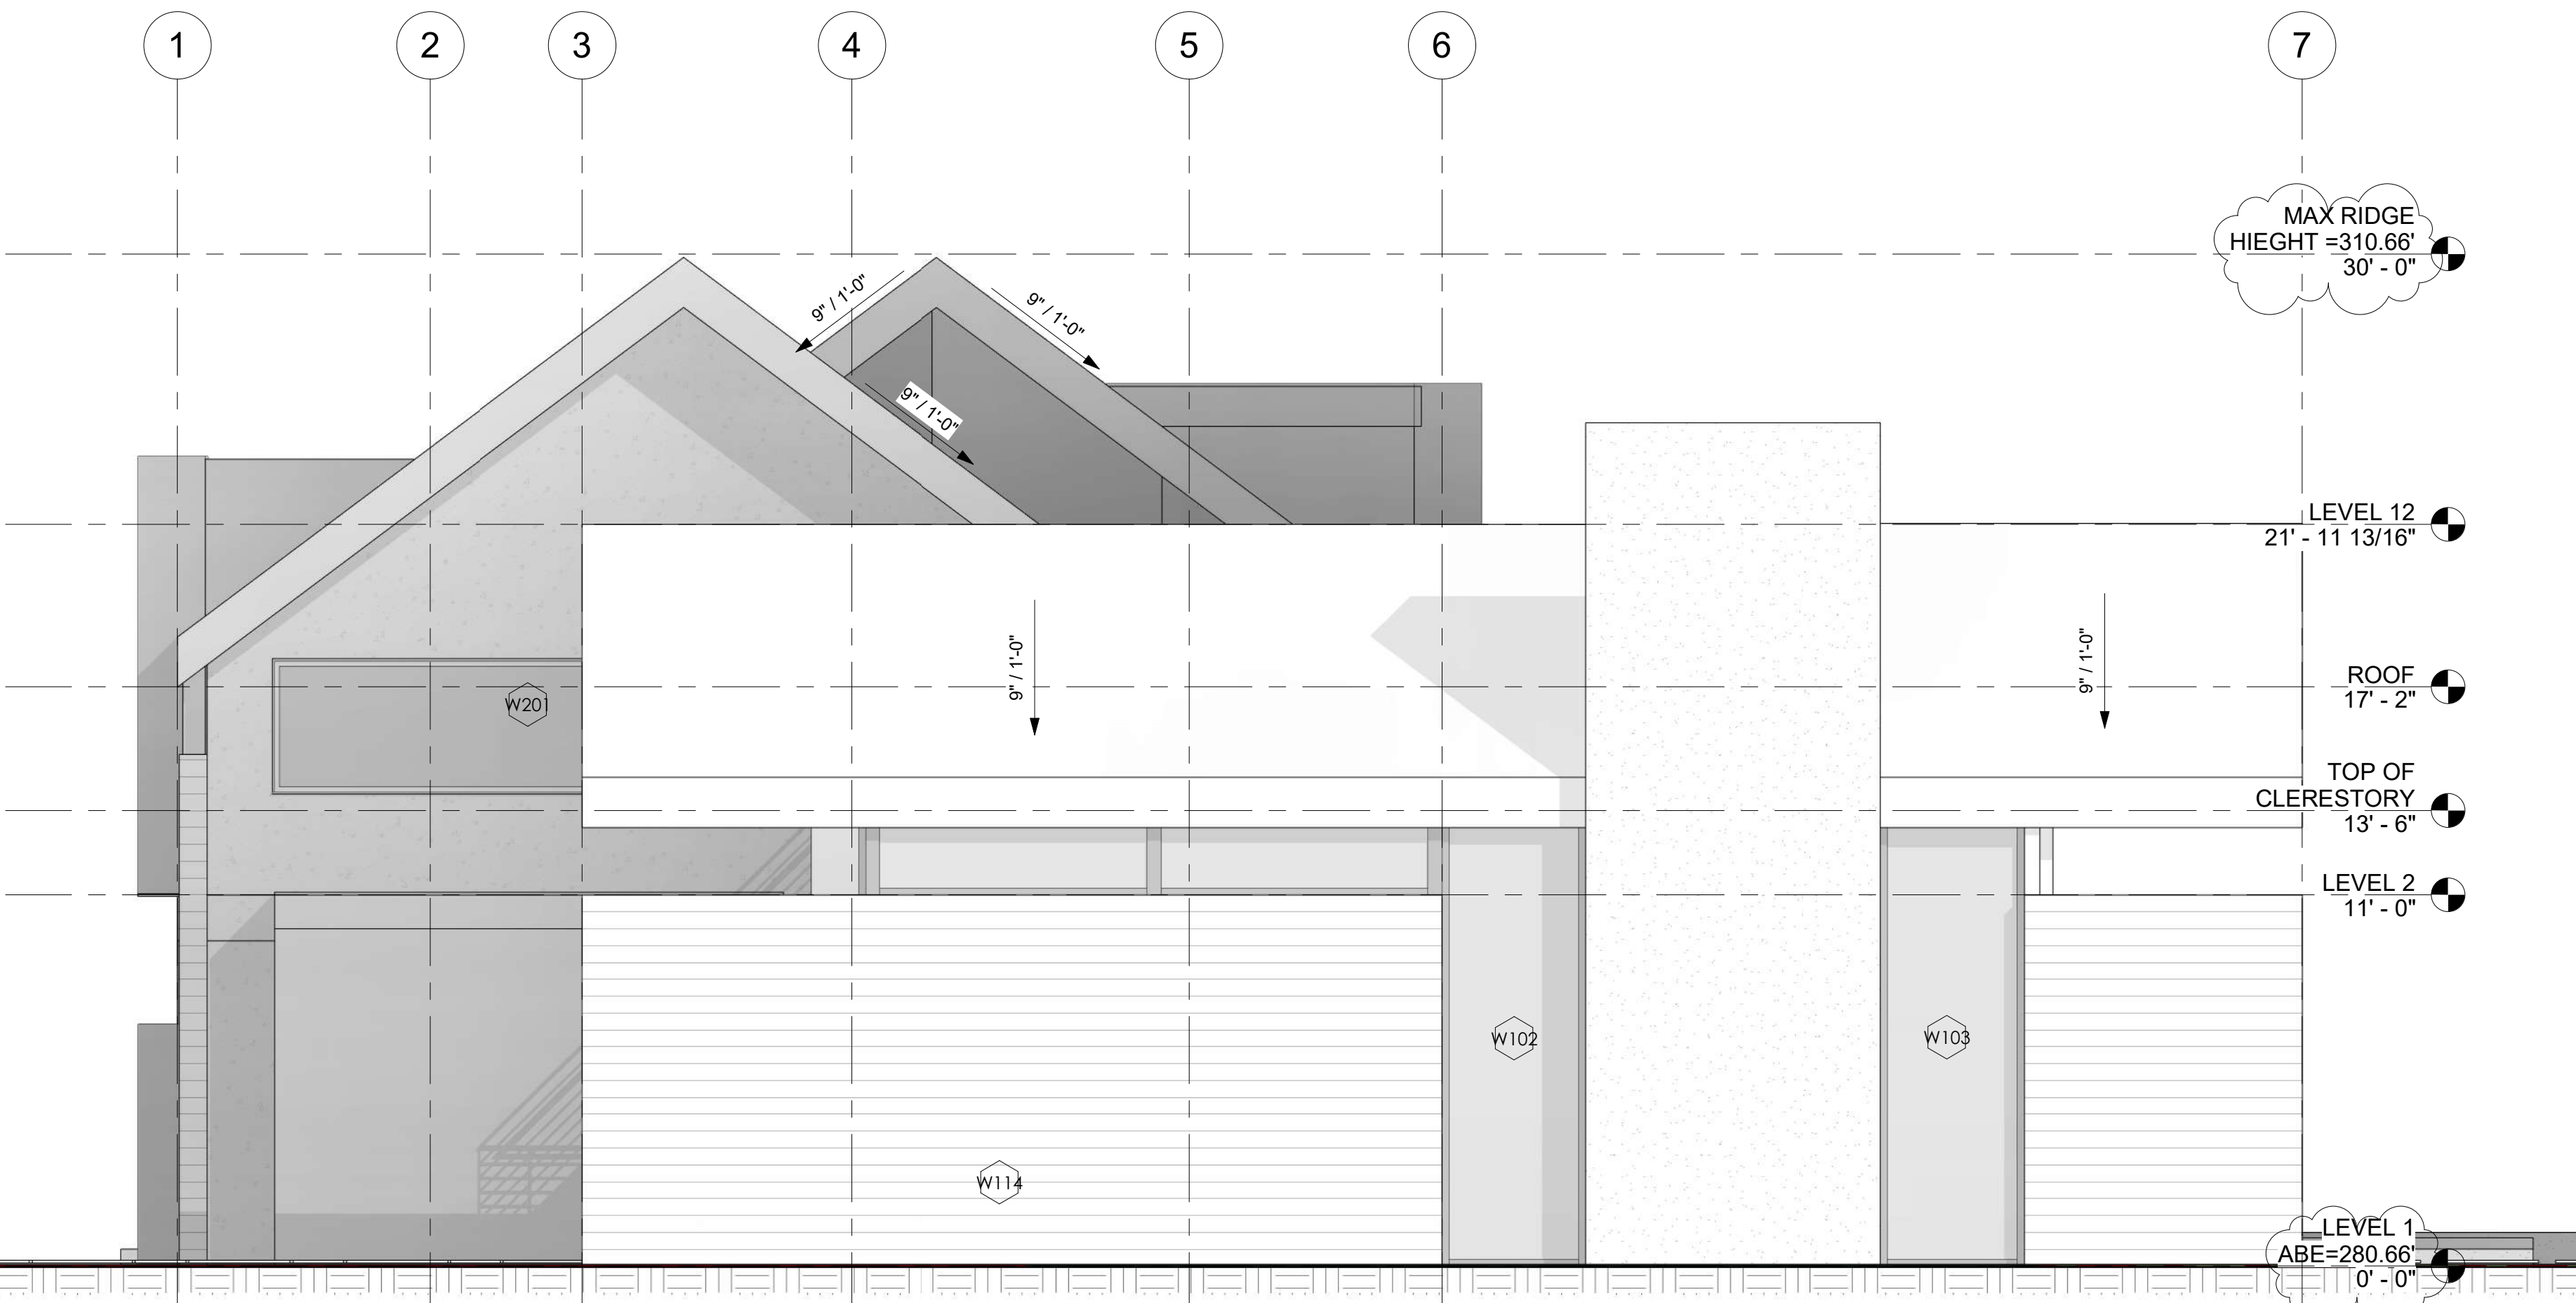 1
2
3
4
5
6
7
MAX RIDGE
HIEGHT =310.66'
30' - 0"
9" / 1'-0"
9" / 1'-0"
9" / 1'-0"
LEVEL 12
21' - 11 13/16"
9" / 1'-0"
9" / 1'-0"
ROOF
17' - 2"
W201
TOP OF
CLERESTORY
13' - 6"
LEVEL 2
11' - 0"
W102
W103
W114
LEVEL 1
ABE=280.66'
0' - 0"